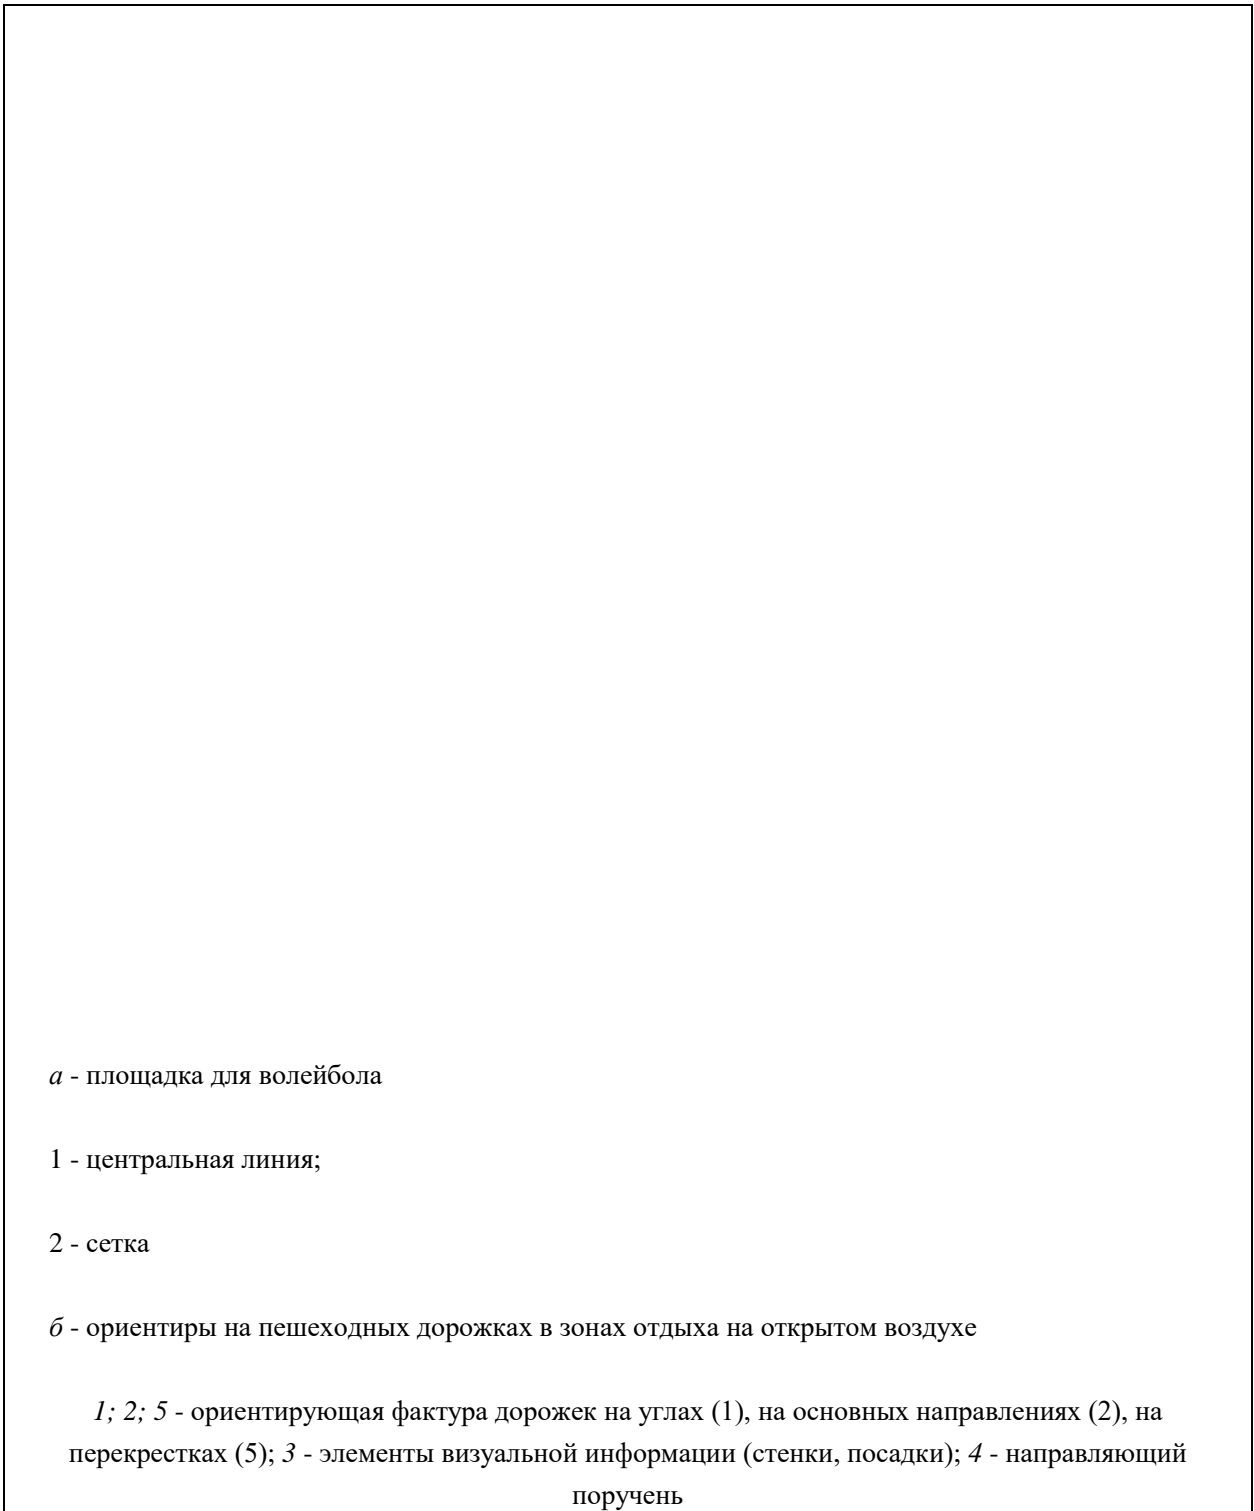 а - площадка для волейбола
1 - центральная линия;
2 - сетка
б - ориентиры на пешеходных дорожках в зонах отдыха на открытом воздухе
1; 2; 5 - ориентирующая фактура дорожек на углах (1), на основных направлениях (2), на
перекрестках (5); 3 - элементы визуальной информации (стенки, посадки); 4 - направляющий
поручень